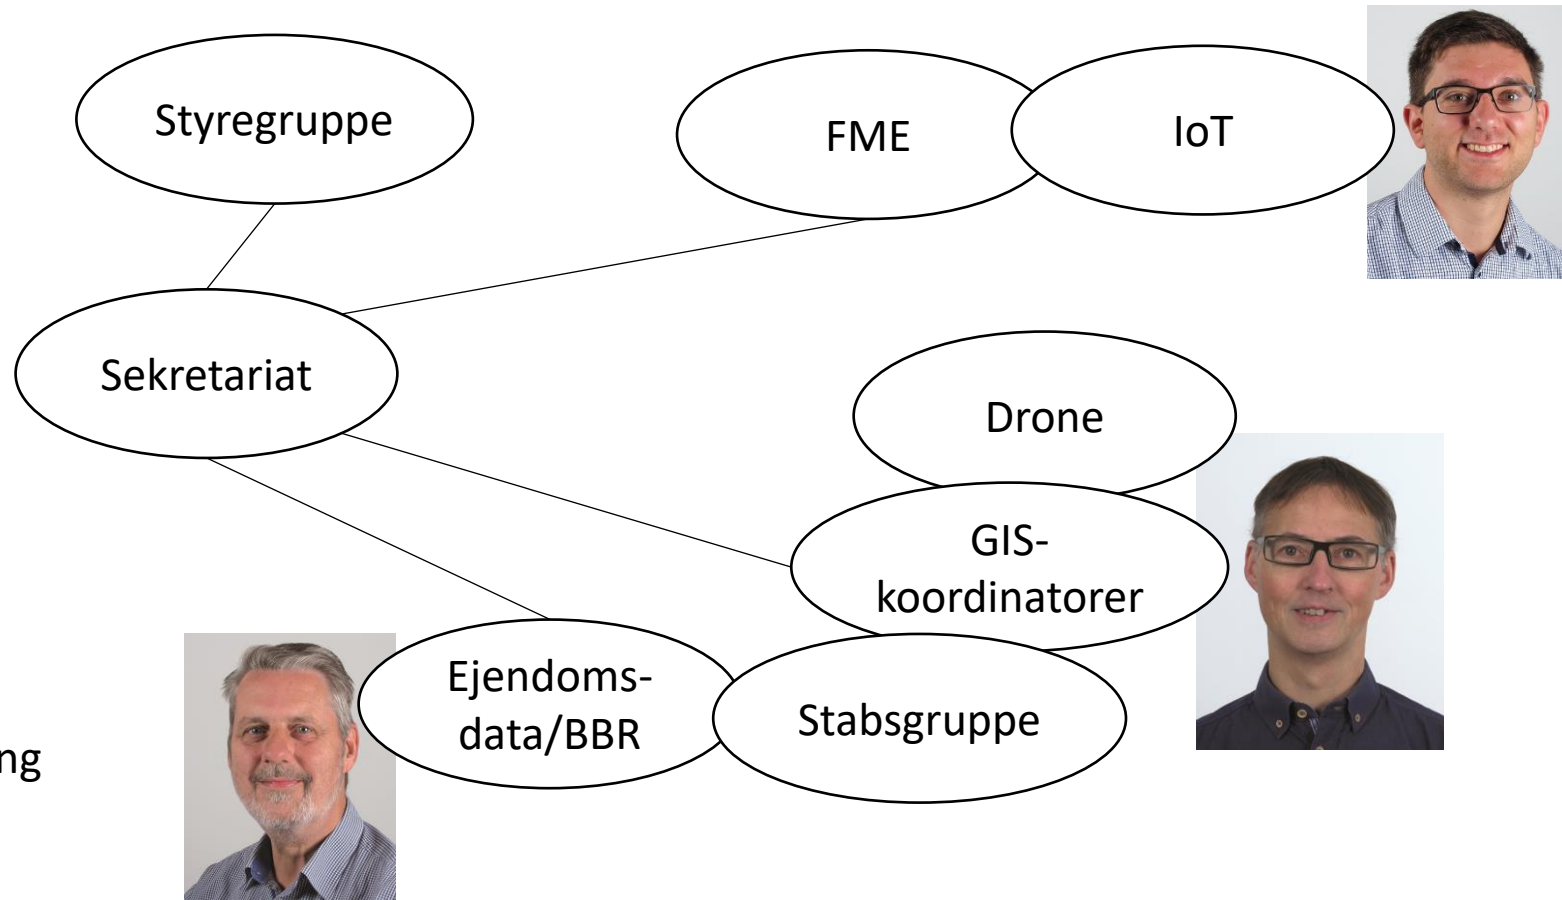 Styregruppe
FME
IoT
Sekretariat
Drone
GIS-
koordinatorer
Ejendoms-
data/BBR
Stabsgruppe
ng